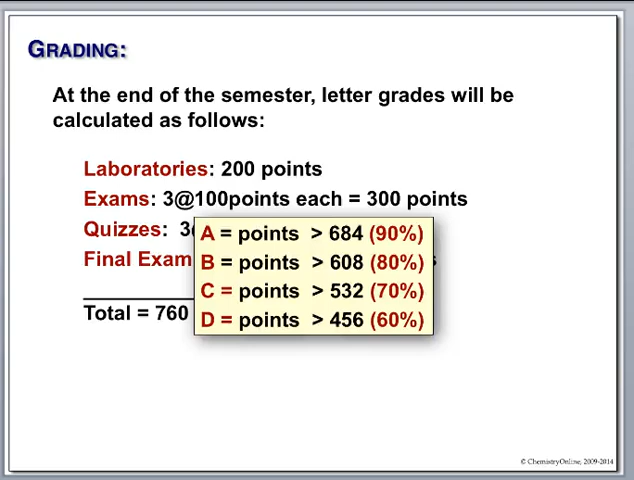 GRADING:
At the end of the semester, letter grades will be
calculated as follows:
Laboratories: 200 points
Exams: 3@100points each = 300 points
Quizzes: 3@
Final Exam
Total = 760
A = points > 684 (90%)
B = points > 608 (80%)
C = points > 532 (70%)
D = points > 456 (60%)
© ChemistryOnline, 2009-2014